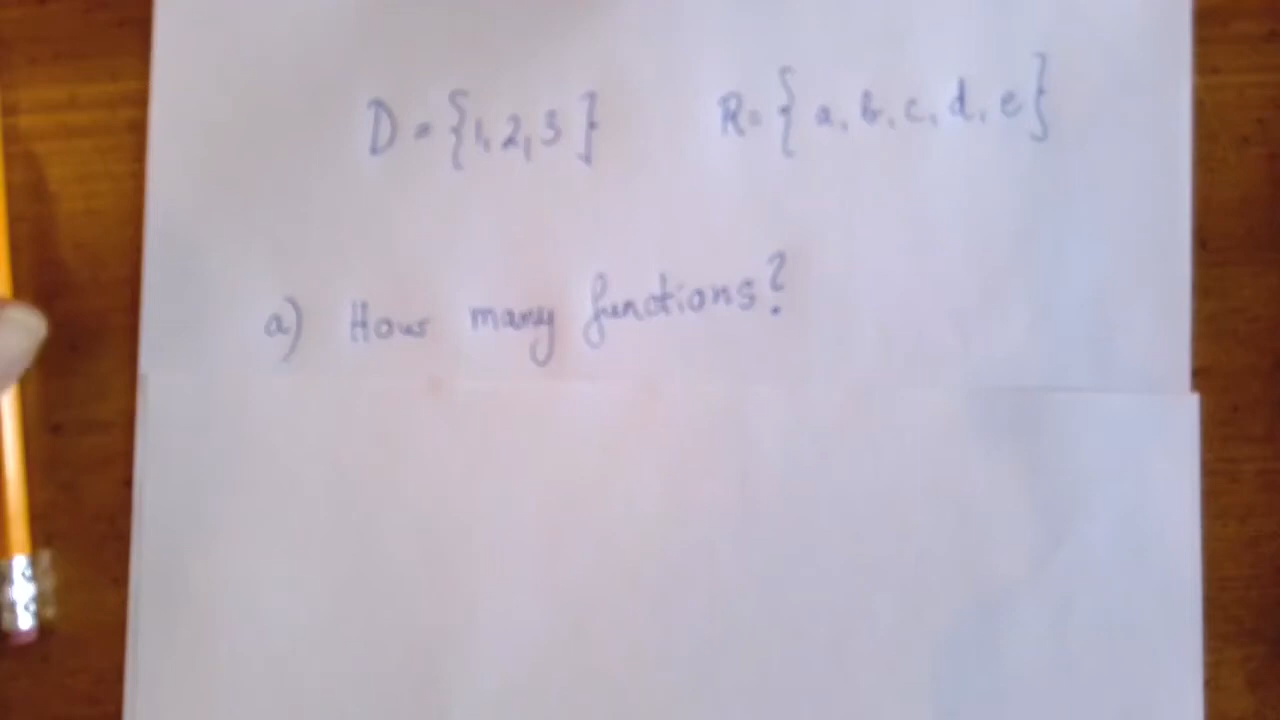 D = {1, 2, 3} R = { a, b, c, d, e}
a) How many functions?